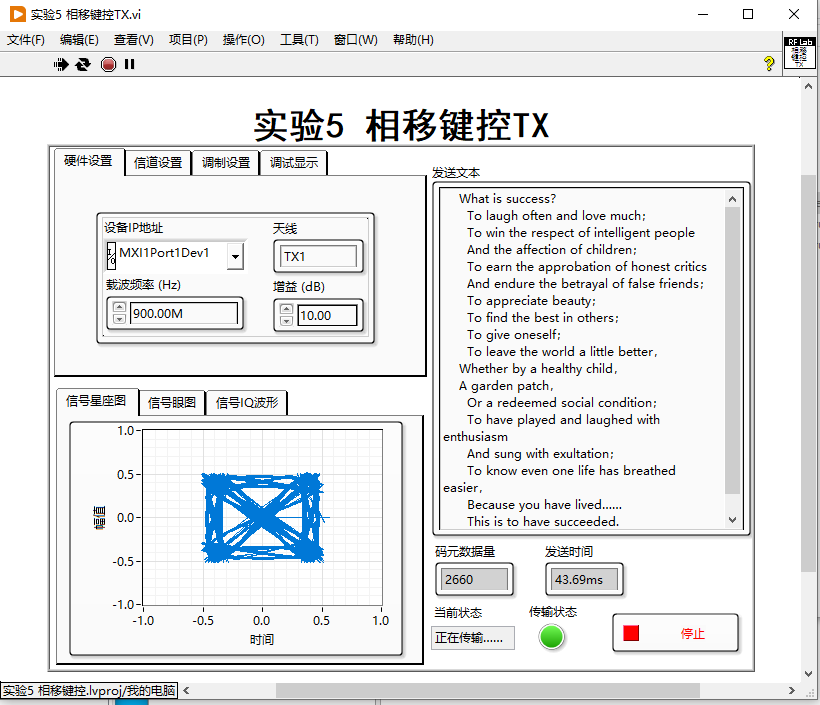 实验5 相移键控TX.vi
文件(F) 编辑(E) 查看(V) 项目(P) 操作(O) 工具(T) 窗口(W) 帮助(H)
RF Lab
相移
键控
TX
实验5 相移键控TX
硬件设置 信道设置 调制设置 调试显示
设备IP地址 天线
MXI1Port1Dev1 TX1
载波频率 (Hz) 增益 (dB)
900.00M 10.00
发送文本
What is success?
To laugh often and love much;
To win the respect of intelligent people
And the affection of children;
To earn the approbation of honest critics
And endure the betrayal of false friends;
To appreciate beauty;
To find the best in others;
To give oneself;
To leave the world a little better,
Whether by a healthy child,
A garden patch,
Or a redeemed social condition;
To have played and laughed with
enthusiasm
And sung with exultation;
To know even one life has breathed
easier,
Because you have lived......
This is to have succeeded.
信号星座图 信号眼图 信号IQ波形
1.0
0.5
0.0
-0.5
-1.0
幅值
-1.0 -0.5 0.0 0.5 1.0
时间
码元数据量 发送时间
2660 43.69ms
当前状态 传输状态
正在传输...... 停止
实验5 相移键控.lvproj/我的电脑